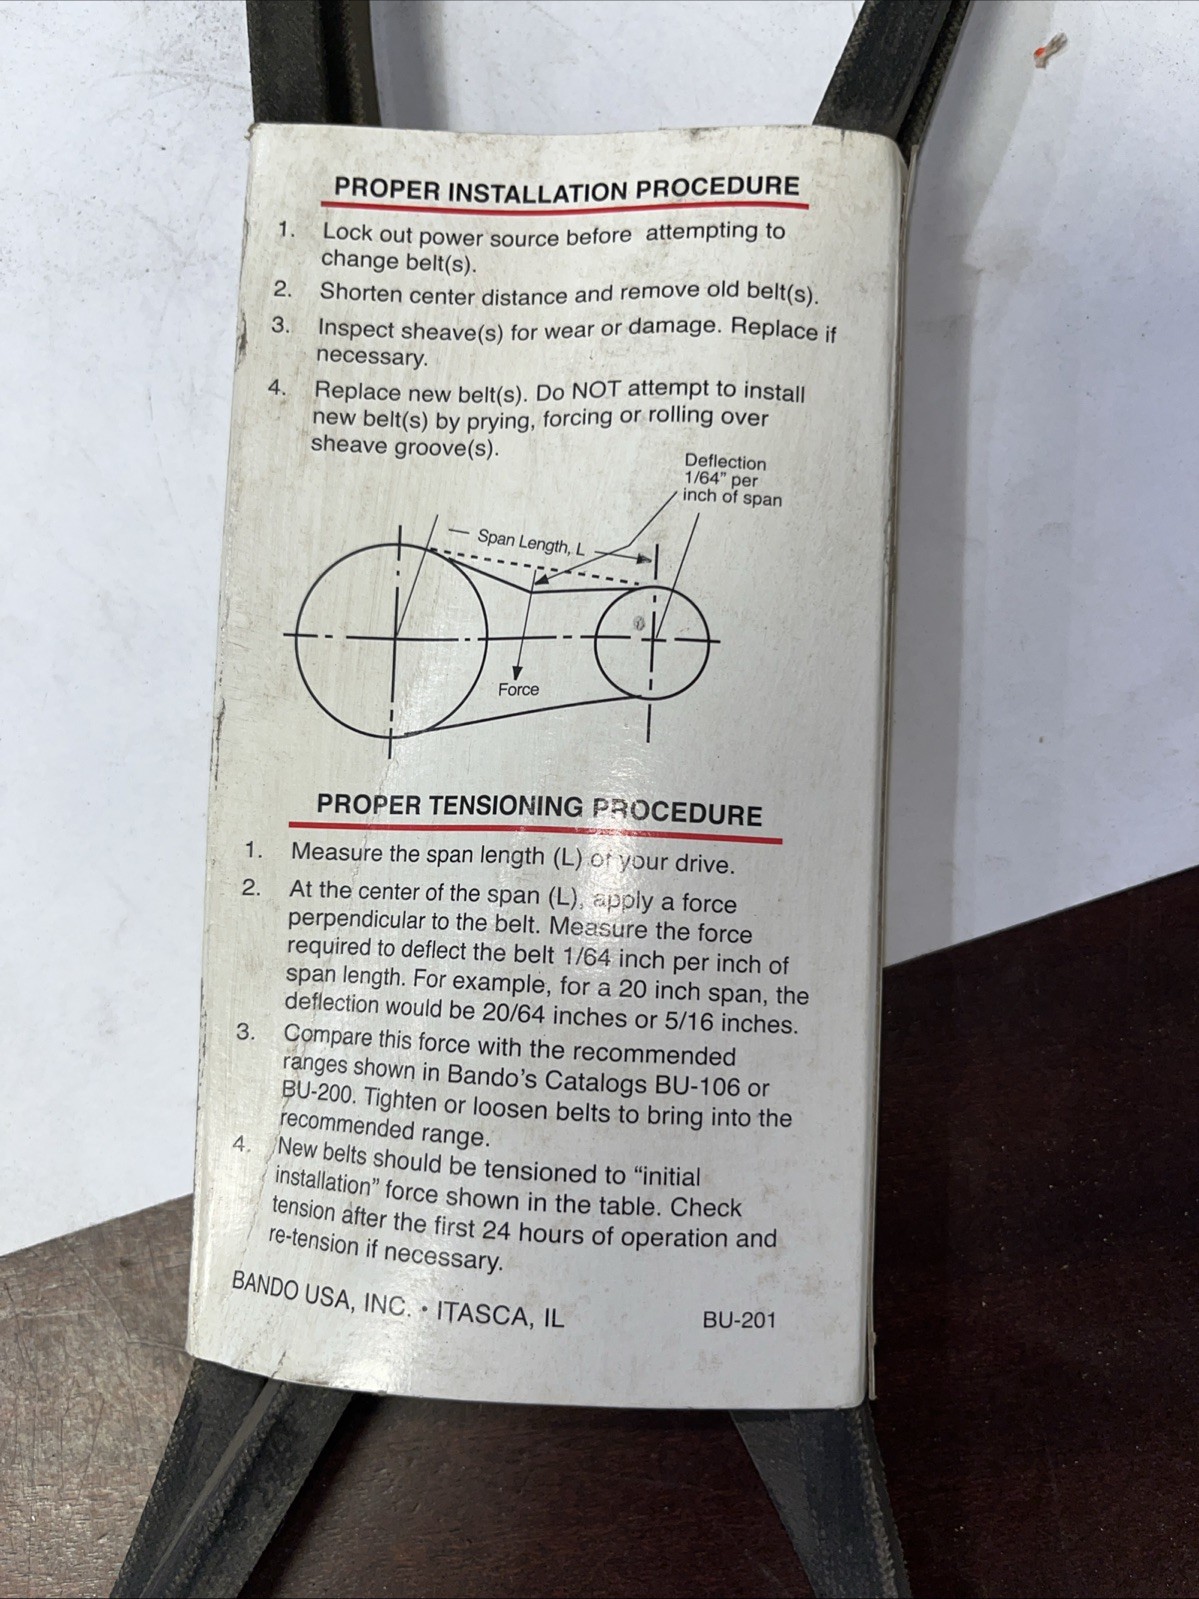 PROPER INSTALLATION PROCEDURE
1. Lock out power source before attempting to
change belt(s).
2. Shorten center distance and remove old belt(s).
3. Inspect sheave(s) for wear or damage. Replace if
necessary.
4. Replace new belt(s). Do NOT attempt to install
new belt(s) by prying, forcing or rolling over
sheave groove(s).
Deflection
1/64" per
inch of span
Span Length, L
Force
PROPER TENSIONING PROCEDURE
1. Measure the span length (L) of your drive.
2. At the center of the span (L), apply a force
perpendicular to the belt. Measure the force
required to deflect the belt 1/64 inch per inch of
span length. For example, for a 20 inch span, the
deflection would be 20/64 inches or 5/16 inches.
3. Compare this force with the recommended
ranges shown in Bando's Catalogs BU-106 or
BU-200. Tighten or loosen belts to bring into the
recommended range.
4. New belts should be tensioned to “initial
installation” force shown in the table. Check
tension after the first 24 hours of operation and
re-tension if necessary.
BANDO USA, INC. • ITASCA, IL
BU-201